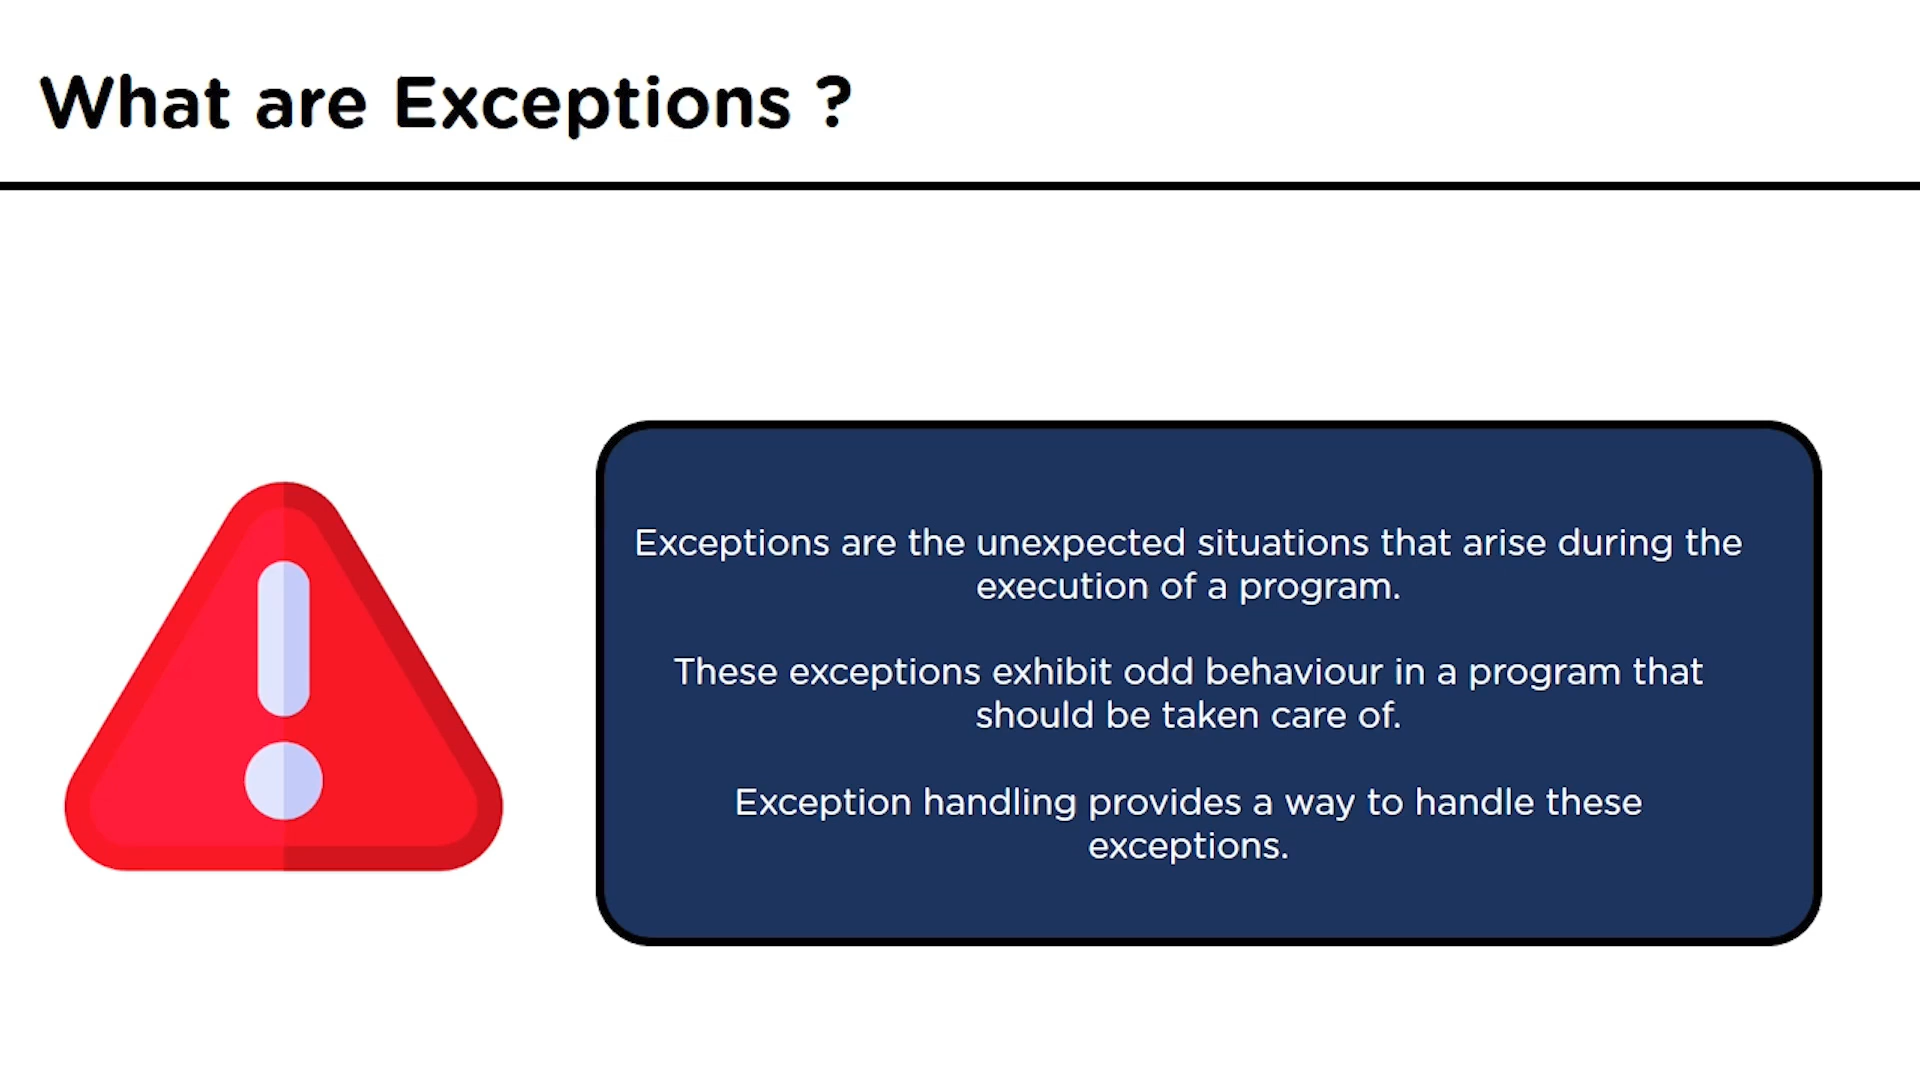 What are Exceptions ?
Exceptions are the unexpected situations that arise during the
execution of a program.
These exceptions exhibit odd behaviour in a program that
should be taken care of.
Exception handling provides a way to handle these
exceptions.